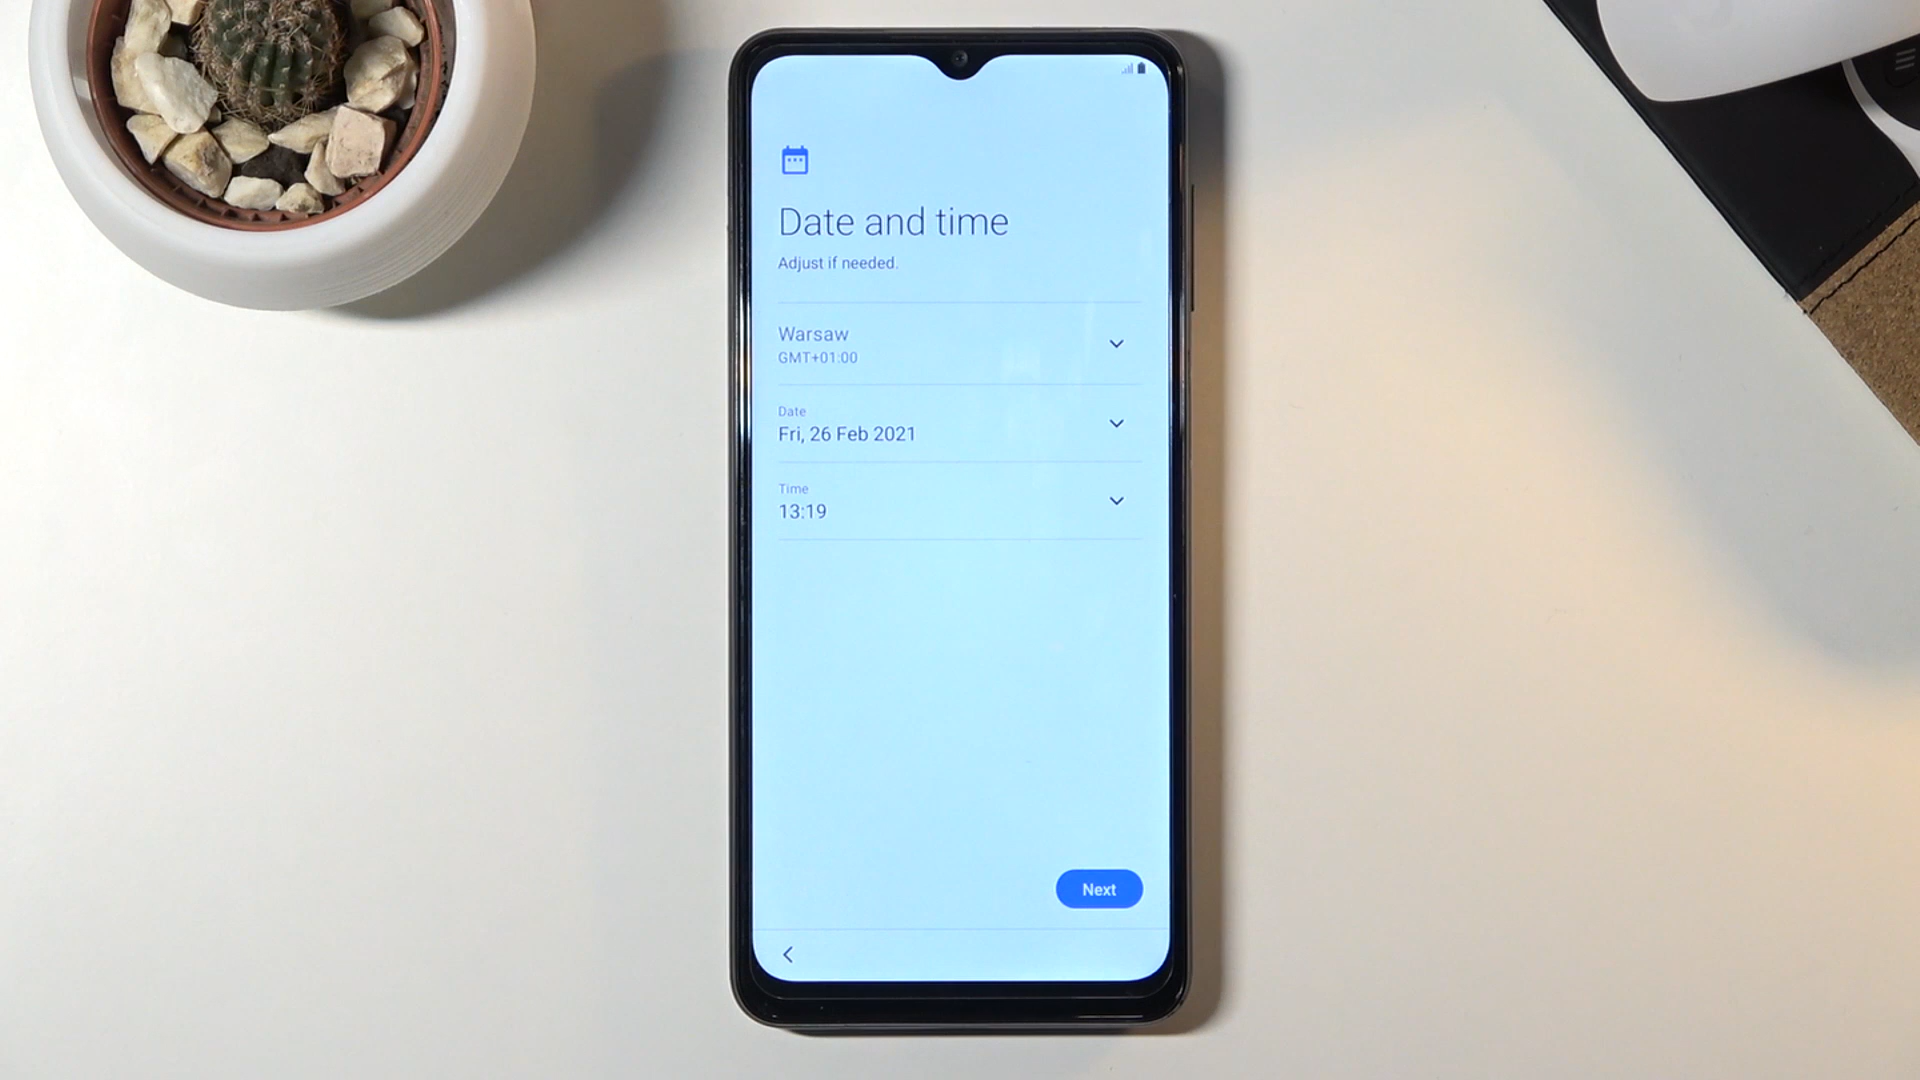 Date and time
Adjust if needed.
Warsaw
GMT+01:00
Date
Fri, 26 Feb 2021
Time
13:19
Next